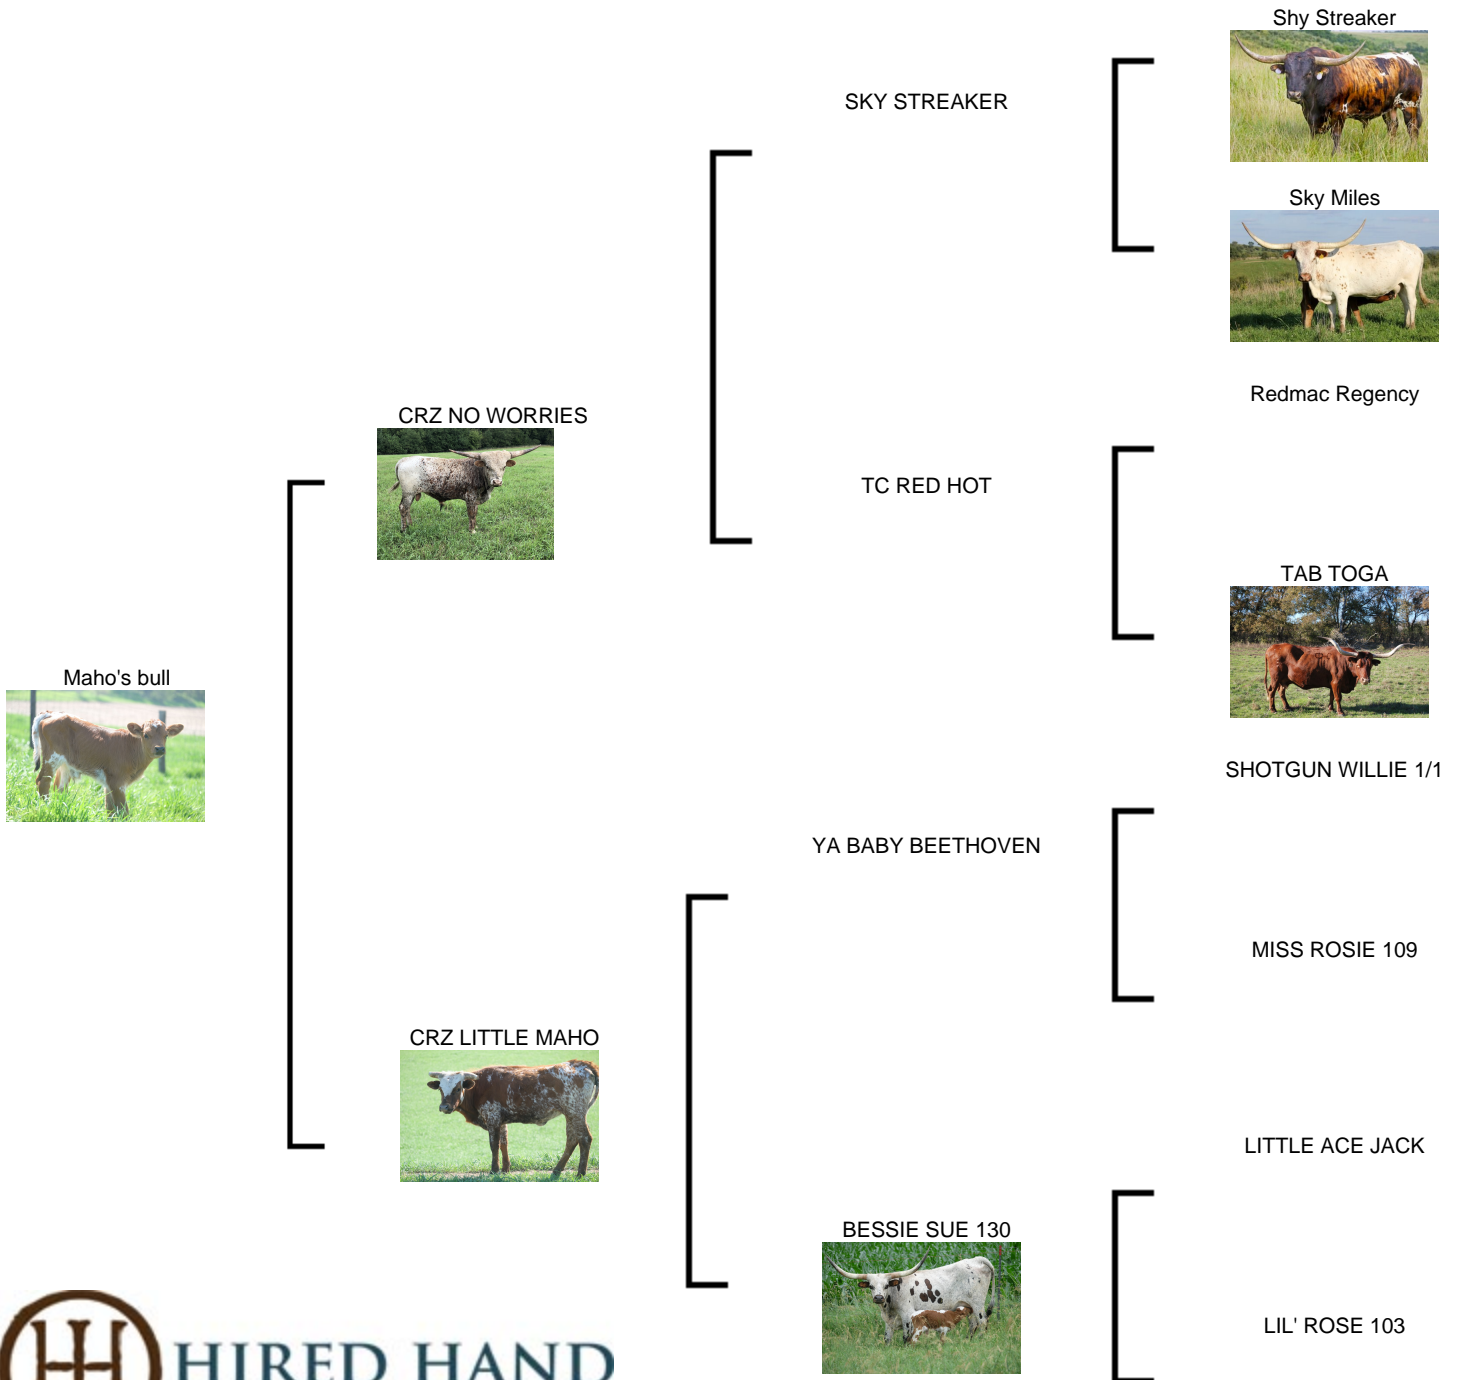 Shy Streaker
SKY STREAKER
Sky Miles
Redmac Regency
CRZ NO WORRIES
TC RED HOT
TAB TOGA
Maho's bull
SHOTGUN WILLIE 1/1
YA BABY BEETHOVEN
MISS ROSIE 109
CRZ LITTLE MAHO
LITTLE ACE JACK
BESSIE SUE 130
LIL' ROSE 103
HIRED HAND